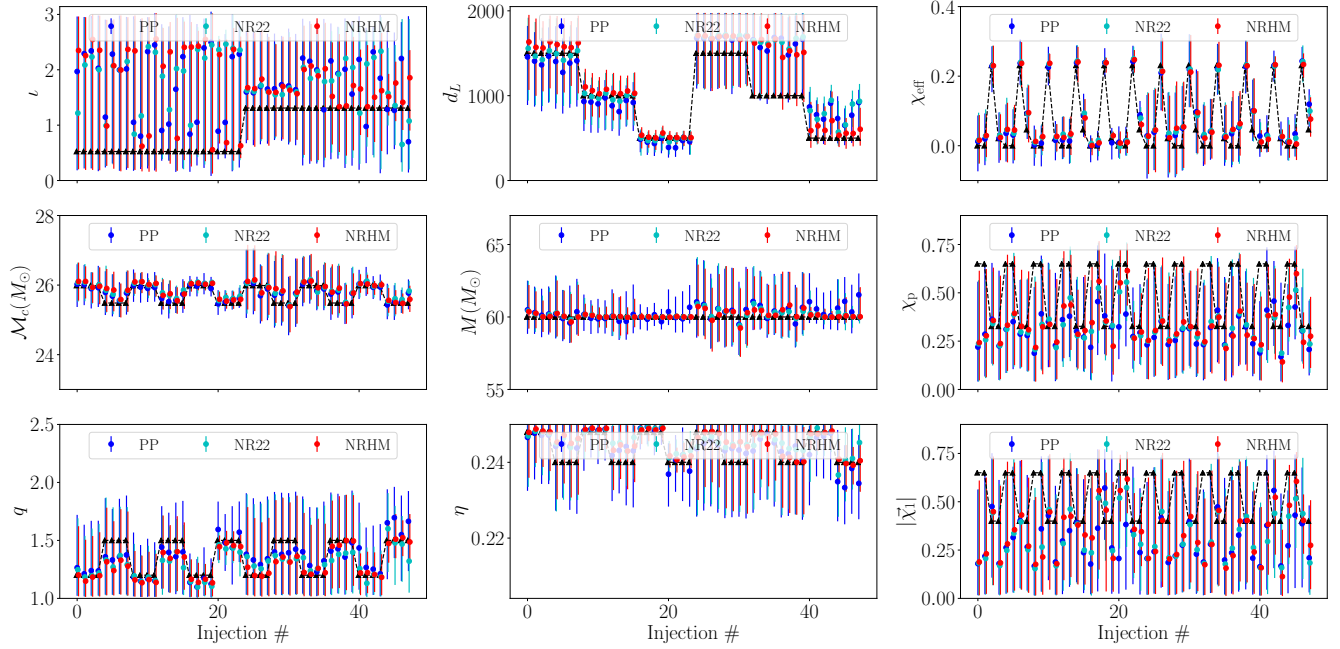 3
2
1
0
ι
PP NR22 NRHM
2000
1000
0
d_L
PP NR22 NRHM
0.4
0.2
0.0
χ_eff
PP NR22 NRHM
28
26
24
M_c(M_⊙)
PP NR22 NRHM
65
60
55
M(M_⊙)
PP NR22 NRHM
0.75
0.50
0.25
0.00
χ_p
PP NR22 NRHM
2.5
2.0
1.5
1.0
q
PP NR22 NRHM
0 20 40
Injection #
0.24
0.22
η
PP NR22 NRHM
0 20 40
Injection #
0.75
0.50
0.25
0.00
|χ⃗_1|
PP NR22 NRHM
0 20 40
Injection #